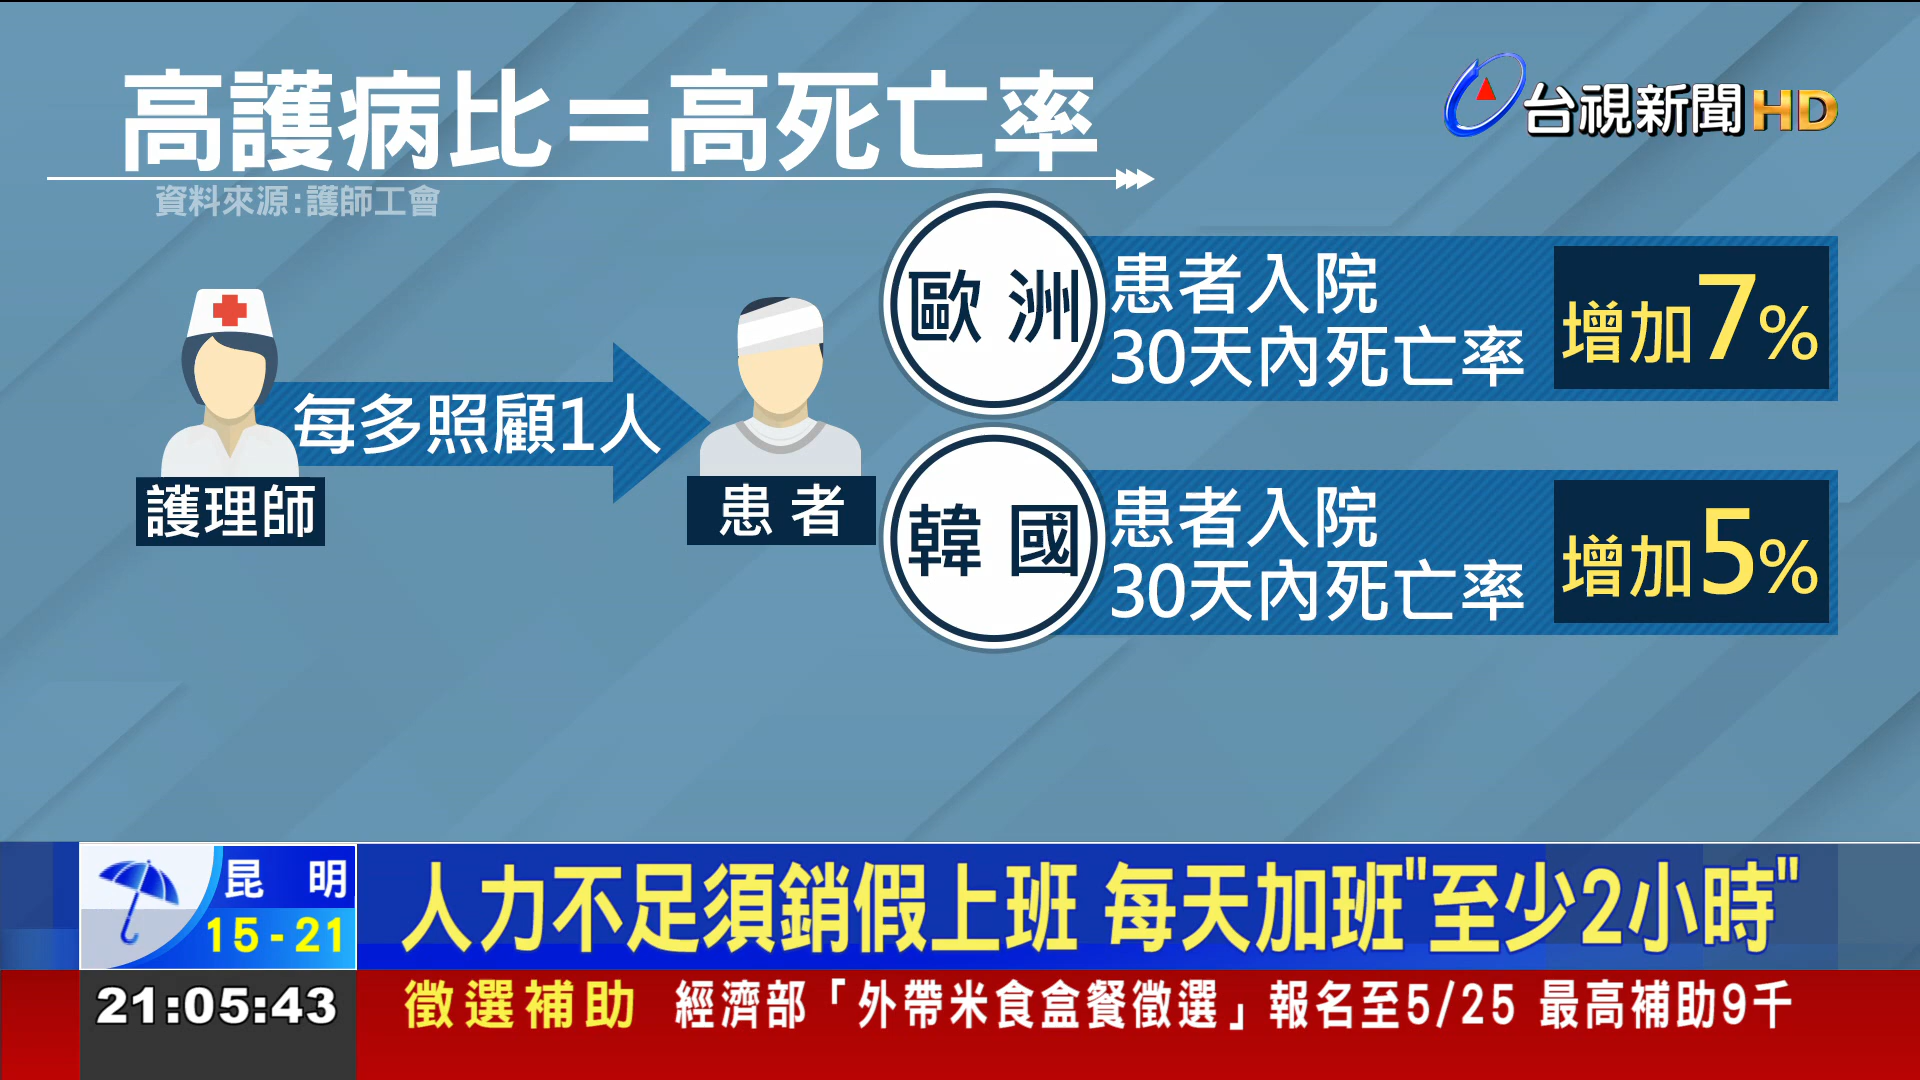 高護病比＝高死亡率
台視新聞HD
資料來源:護師工會
每多照顧1人
護理師
患者
歐洲
患者入院
30天內死亡率
增加7%
韓國
患者入院
30天內死亡率
增加5%
昆明
15-21
人力不足須銷假上班 每天加班"至少2小時"
21:05:43
徵選補助 經濟部「外帶米食盒餐徵選」報名至5/25 最高補助9千